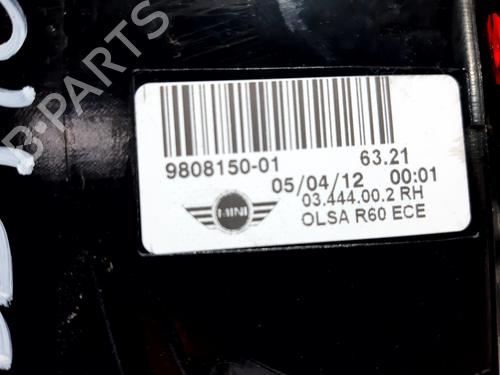 B-PARTS
9808150-01 63.21
05/04/12 00:01
03.444.00.2 RH
MINI
OLSA R60 ECE